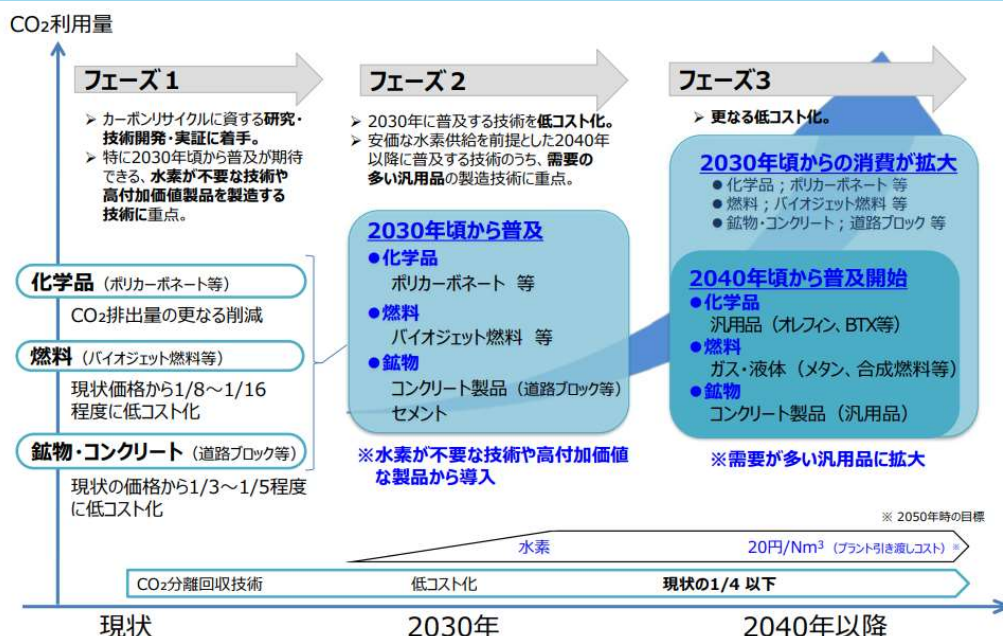 CO₂利用量
フェーズ1
➢ カーボンリサイクルに資する研究・
技術開発・実証に着手。
➢ 特に2030年頃から普及が期待
できる、水素が不要な技術や
高付加価値製品を製造する
技術に重点。
化学品（ポリカーボネート等）
CO₂排出量の更なる削減
燃料（バイオジェット燃料等）
現状価格から1/8～1/16
程度に低コスト化
鉱物・コンクリート（道路ブロック等）
現状の価格から1/3～1/5程度
に低コスト化
フェーズ2
➢ 2030年に普及する技術を低コスト化。
➢ 安価な水素供給を前提とした2040年
以降に普及する技術のうち、需要の
多い汎用品の製造技術に重点。
2030年頃から普及
●化学品
ポリカーボネート 等
●燃料
バイオジェット燃料 等
●鉱物
コンクリート製品（道路ブロック等）
セメント
※水素が不要な技術や高付加価値
な製品から導入
フェーズ3
➢ 更なる低コスト化。
2030年頃からの消費が拡大
● 化学品；ポリカーボネート 等
● 燃料；バイオジェット燃料 等
● 鉱物・コンクリート；道路ブロック 等
2040年頃から普及開始
●化学品
汎用品（オレフィン、BTX等）
●燃料
ガス・液体（メタン、合成燃料等）
●鉱物
コンクリート製品（汎用品）
※需要が多い汎用品に拡大
※ 2050年時の目標
水素 20円/Nm³（プラント引き渡しコスト）※
CO₂分離回収技術 低コスト化 現状の1/4 以下
現状 2030年 2040年以降